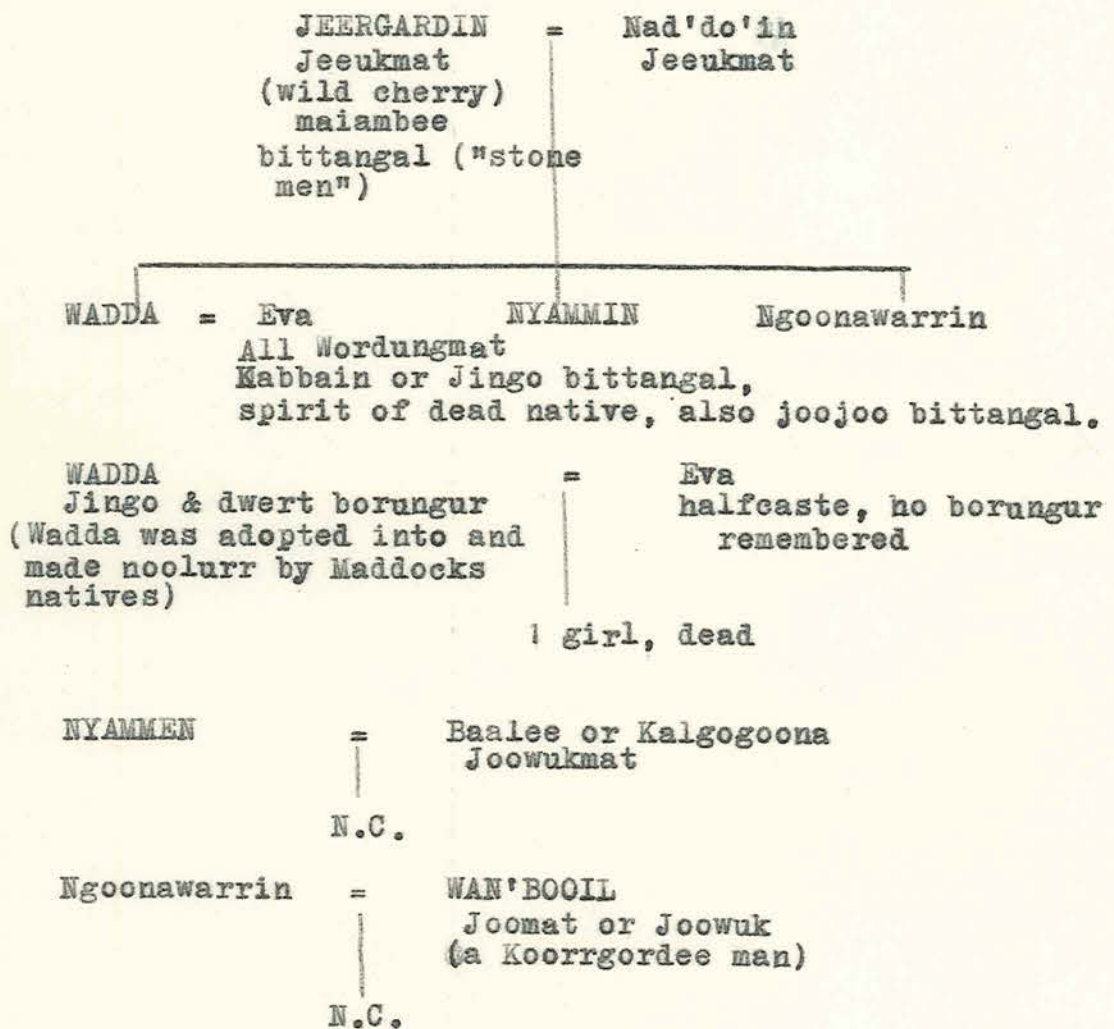 JEERGARDIN = Nad'do'in
Jeeukmat Jeeukmat
(wild cherry)
maiambee
bittangal ("stone
men")
WADDA = Eva NYAMMIN Ngoonawarrin
All Wordungmat
Kabbain or Jingo bittangal,
spirit of dead native, also joojoo bittangal.
WADDA = Eva
Jingo & dwert borungur halfcaste, no borungur
(Wadda was adopted into and remembered
made noolurr by Maddocks
natives)
1 girl, dead
NYAMMEN = Baalee or Kalgogoona
Joowukmat
N.C.
Ngoonawarrin = WAN'BOOIL
Joomat or Joowuk
(a Koorrgordee man)
N.C.